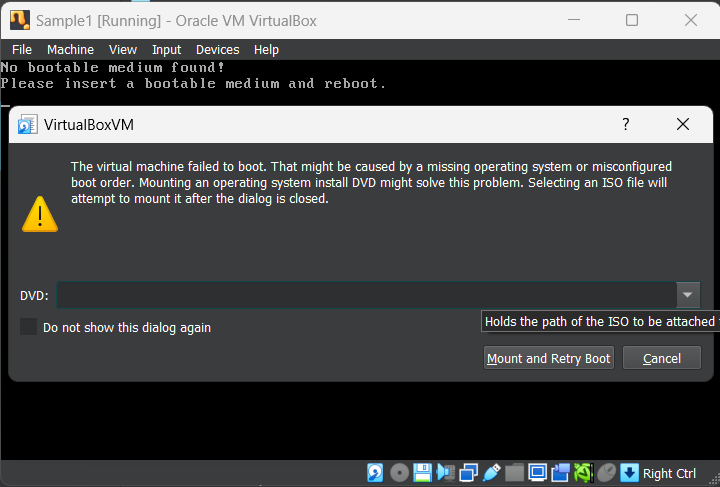 Sample1 [Running] - Oracle VM VirtualBox
File Machine View Input Devices Help
No bootable medium found!
Please insert a bootable medium and reboot.
VirtualBoxVM
?
The virtual machine failed to boot. That might be caused by a missing operating system or misconfigured
boot order. Mounting an operating system install DVD might solve this problem. Selecting an ISO file will
attempt to mount it after the dialog is closed.
DVD:
Holds the path of the ISO to be attached
Do not show this dialog again
Mount and Retry Boot Cancel
Right Ctrl